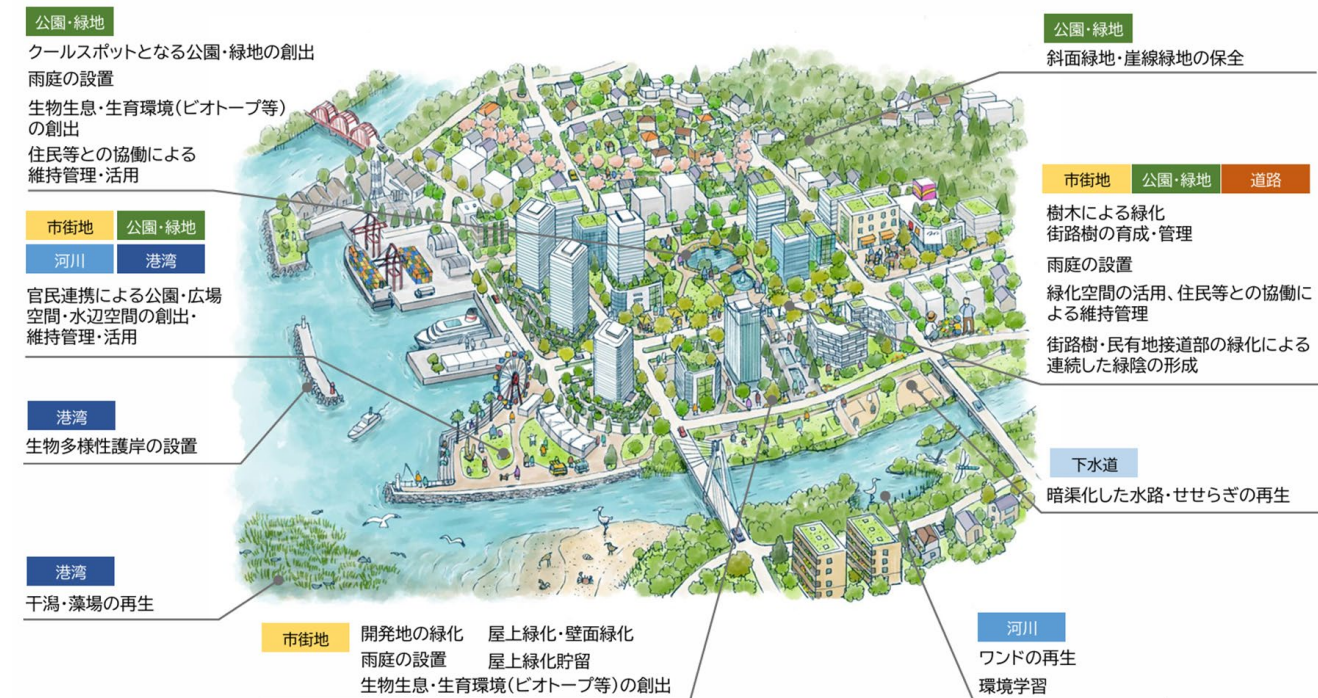 公園・緑地
クールスポットとなる公園・緑地の創出
雨庭の設置
生物生息・生育環境(ビオトープ等)
の創出
住民等との協働による
維持管理・活用
市街地 公園・緑地
河川 港湾
官民連携による公園・広場
空間・水辺空間の創出・
維持管理・活用
港湾
生物多様性護岸の設置
港湾
干潟・藻場の再生
市街地
開発地の緑化 屋上緑化・壁面緑化
雨庭の設置 屋上緑化貯留
生物生息・生育環境(ビオトープ等)の創出
公園・緑地
斜面緑地・崖線緑地の保全
市街地 公園・緑地 道路
樹木による緑化
街路樹の育成・管理
雨庭の設置
緑化空間の活用、住民等との協働に
よる維持管理
街路樹・民有地接道部の緑化による
連続した緑陰の形成
下水道
暗渠化した水路・せせらぎの再生
河川
ワンドの再生
環境学習